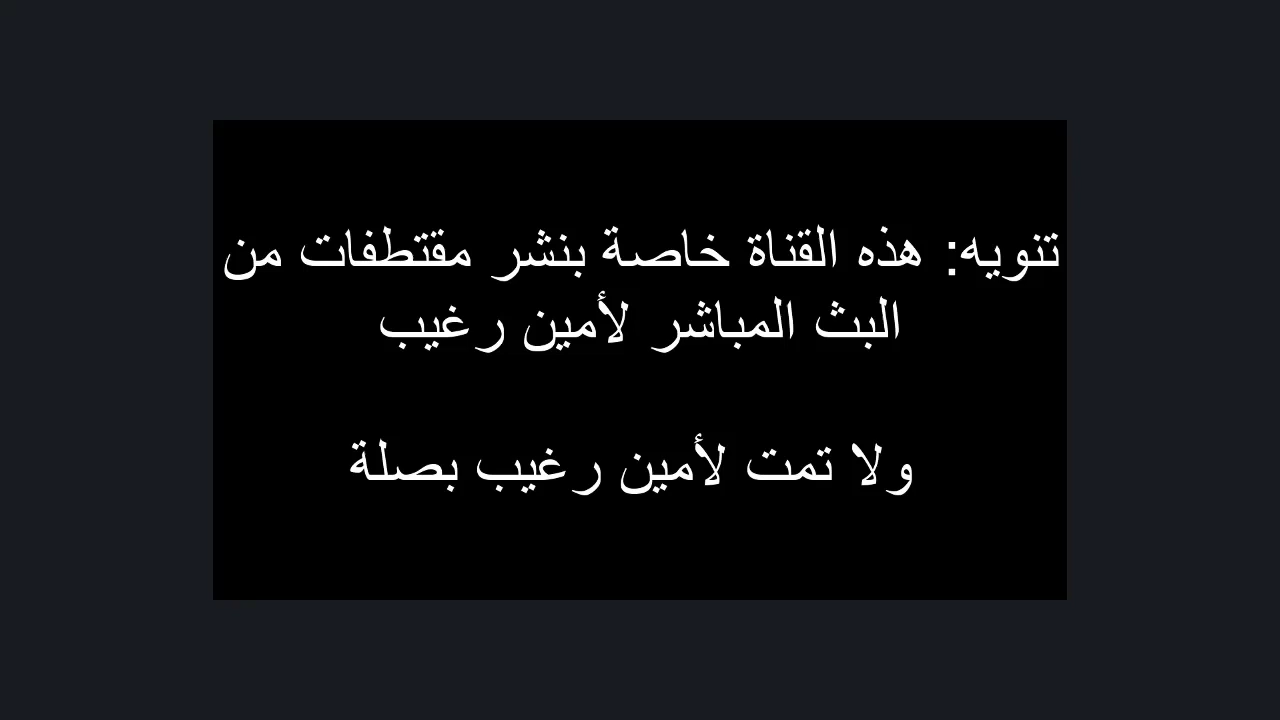 تنويه: هذه القناة خاصة بنشر مقتطفات من
البث المباشر لأمين رغيب
ولا تمت لأمين رغيب بصلة